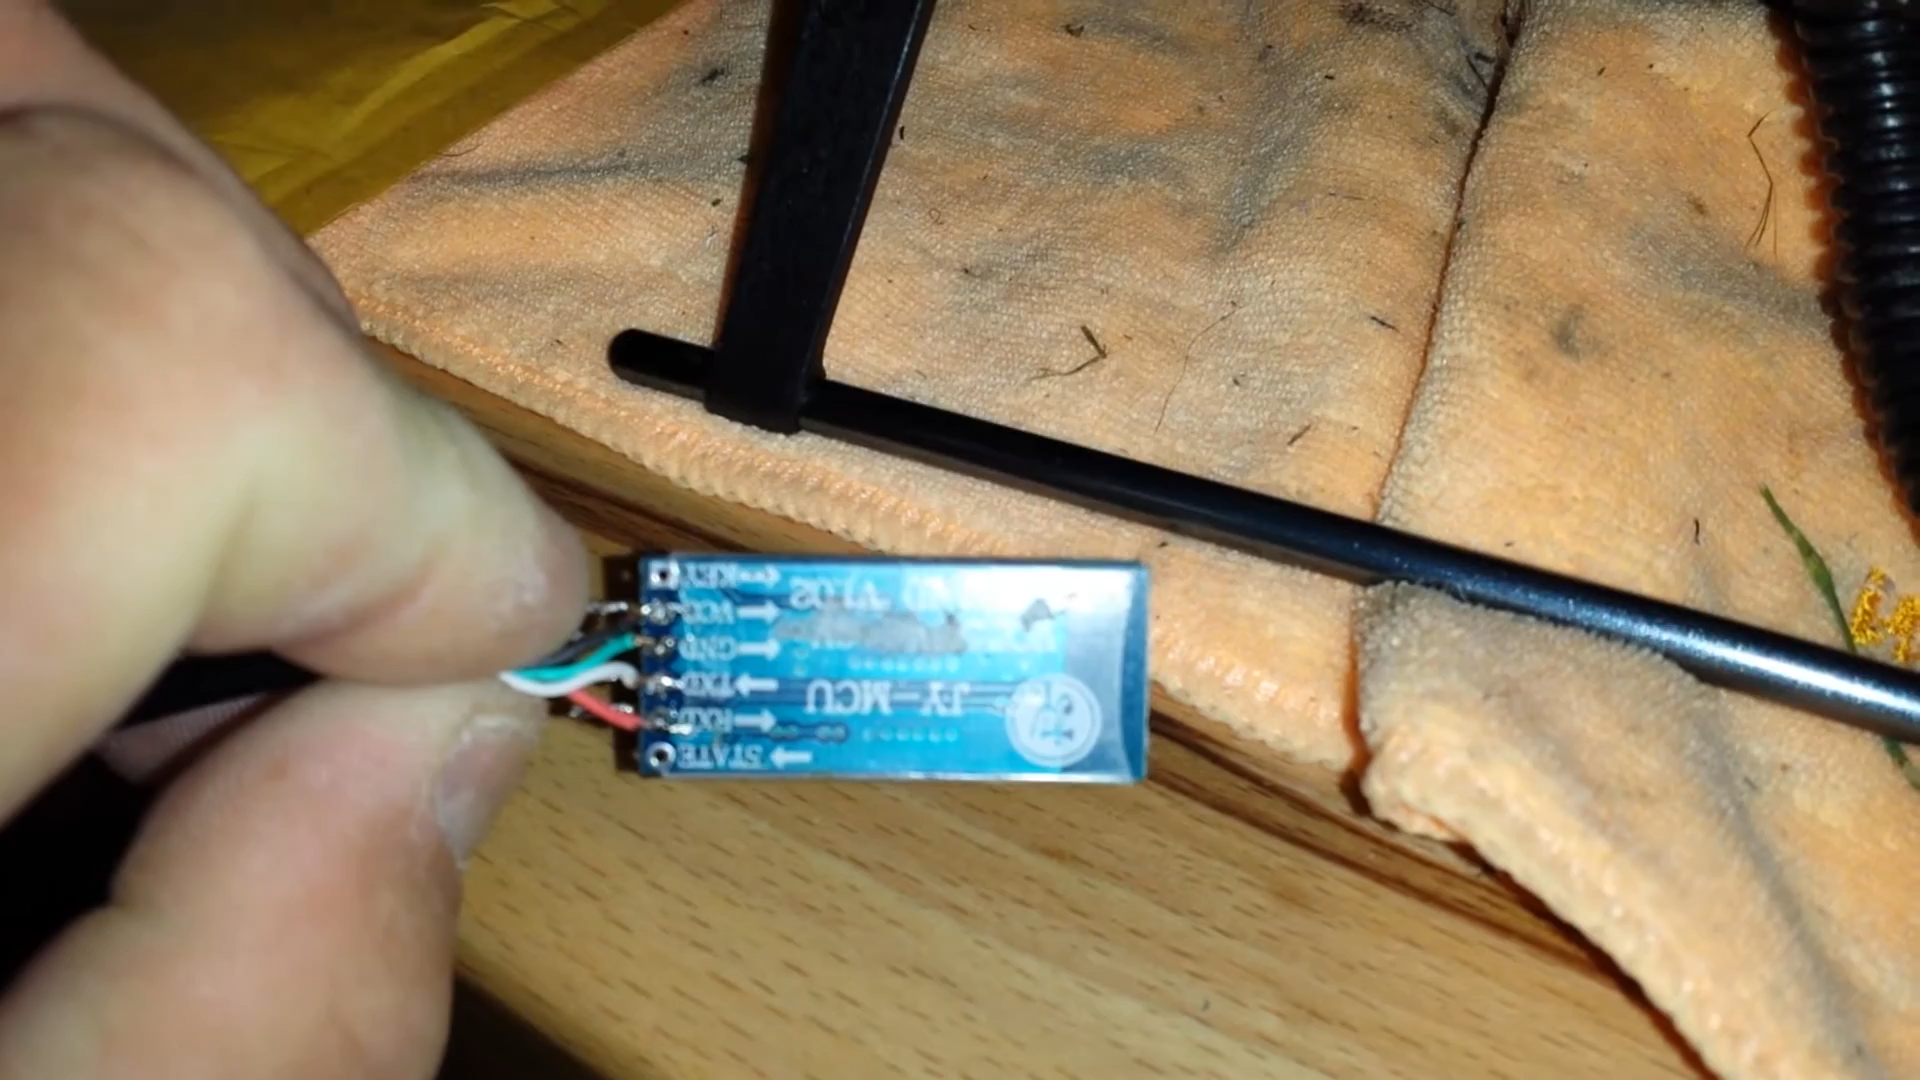 STATE
RXD
JY-MCU
TXD
GND
VCC
V1.02
KEY